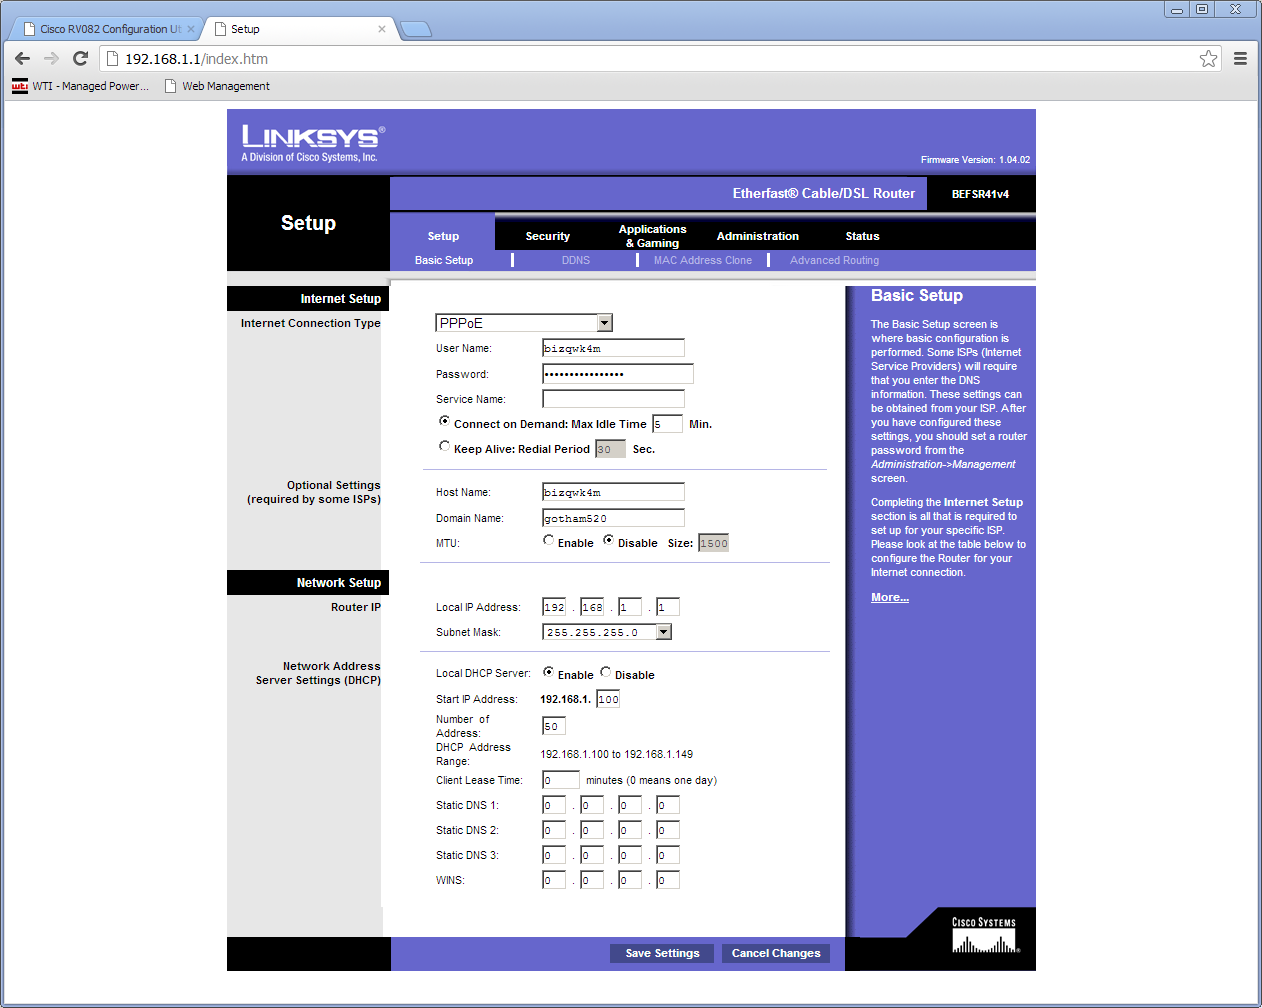 Cisco RV082 Configuration Ut
Setup
192.168.1.1/index.htm
WTI - Managed Power...
Web Management
LINKSYS®
A Division of Cisco Systems, Inc.
Firmware Version: 1.04.02
Etherfast® Cable/DSL Router
BEFSR41v4
Setup
Setup
Security
Applications
& Gaming
Administration
Status
Basic Setup
DDNS
MAC Address Clone
Advanced Routing
Internet Setup
Internet Connection Type
PPPoE
User Name: bizqwk4m
Password: ••••••••••••••••
Service Name:
Connect on Demand: Max Idle Time 5 Min.
Keep Alive: Redial Period 30 Sec.
Optional Settings
(required by some ISPs)
Host Name: bizqwk4m
Domain Name: gotham520
MTU: Enable Disable Size: 1500
Network Setup
Router IP
Local IP Address: 192 . 168 . 1 . 1
Subnet Mask: 255.255.255.0
Network Address
Server Settings (DHCP)
Local DHCP Server: Enable Disable
Start IP Address: 192.168.1. 100
Number of
Address: 50
DHCP Address
Range: 192.168.1.100 to 192.168.1.149
Client Lease Time: 0 minutes (0 means one day)
Static DNS 1: 0 . 0 . 0 . 0
Static DNS 2: 0 . 0 . 0 . 0
Static DNS 3: 0 . 0 . 0 . 0
WINS: 0 . 0 . 0 . 0
Basic Setup
The Basic Setup screen is
where basic configuration is
performed. Some ISPs (Internet
Service Providers) will require
that you enter the DNS
information. These settings can
be obtained from your ISP. After
you have configured these
settings, you should set a router
password from the
Administration->Management
screen.
Completing the Internet Setup
section is all that is required to
set up for your specific ISP.
Please look at the table below to
configure the Router for your
Internet connection.
More...
Save Settings
Cancel Changes
CISCO SYSTEMS
®